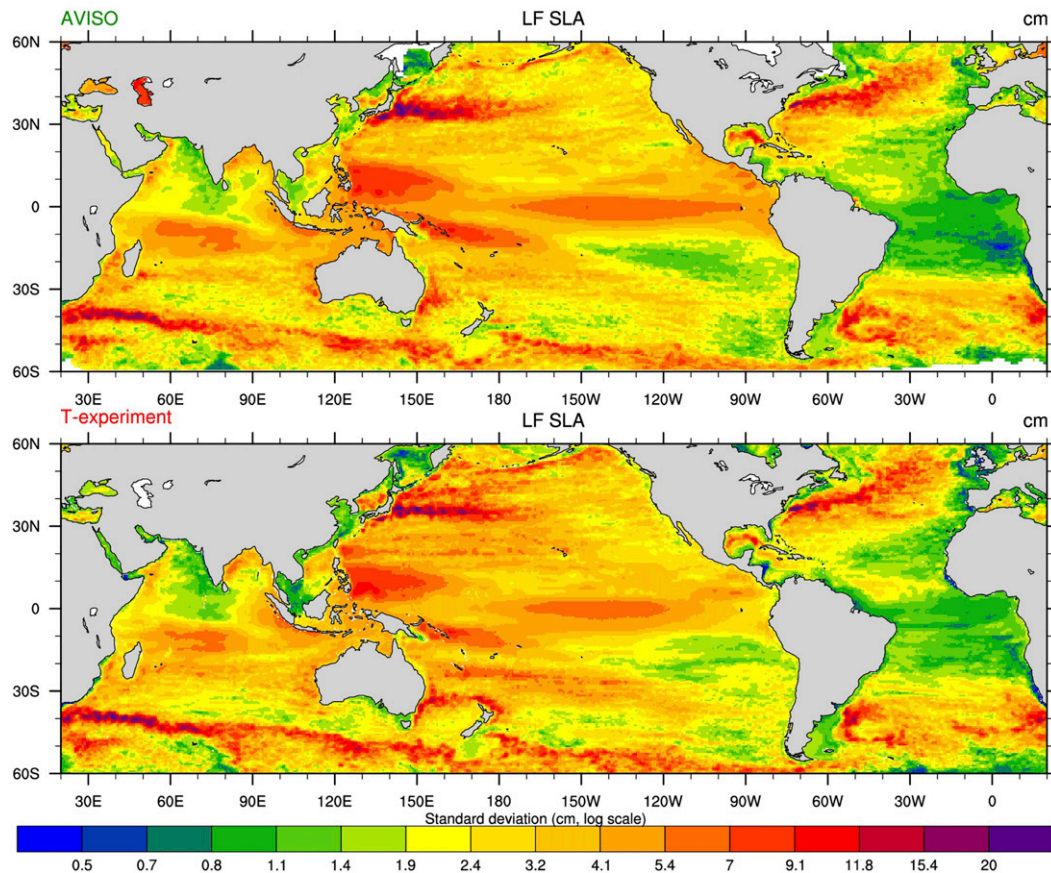 AVISO LF SLA cm
60N
30N
0
30S
60S
30E 60E 90E 120E 150E 180 150W 120W 90W 60W 30W 0
T-experiment LF SLA cm
60N
30N
0
30S
60S
30E 60E 90E 120E 150E 180 150W 120W 90W 60W 30W 0
Standard deviation (cm, log scale)
0.5 0.7 0.8 1.1 1.4 1.9 2.4 3.2 4.1 5.4 7 9.1 11.8 15.4 20